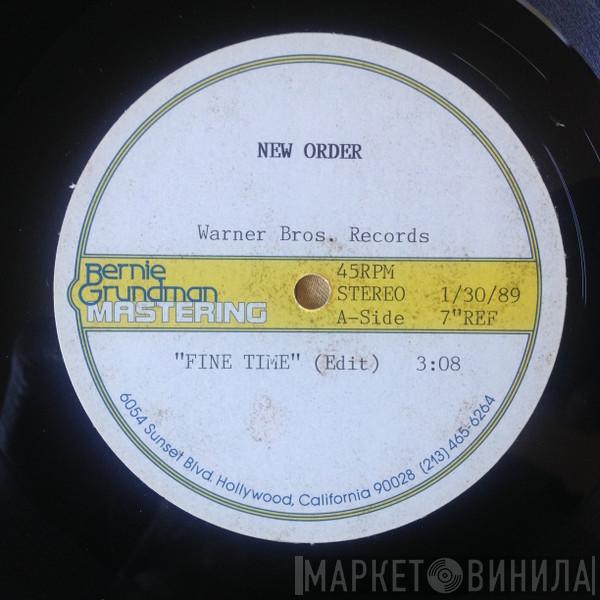 NEW ORDER
Warner Bros. Records
Bernie
Grundman
MASTERING
45RPM
STEREO 1/30/89
A-Side 7"REF
"FINE TIME" (Edit) 3:08
6054 Sunset Blvd. Hollywood, California 90028 (213) 465-6264
МАРКЕТ ВИНИЛА